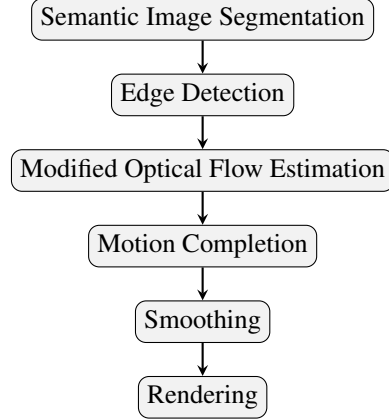 Semantic Image Segmentation
Edge Detection
Modified Optical Flow Estimation
Motion Completion
Smoothing
Rendering